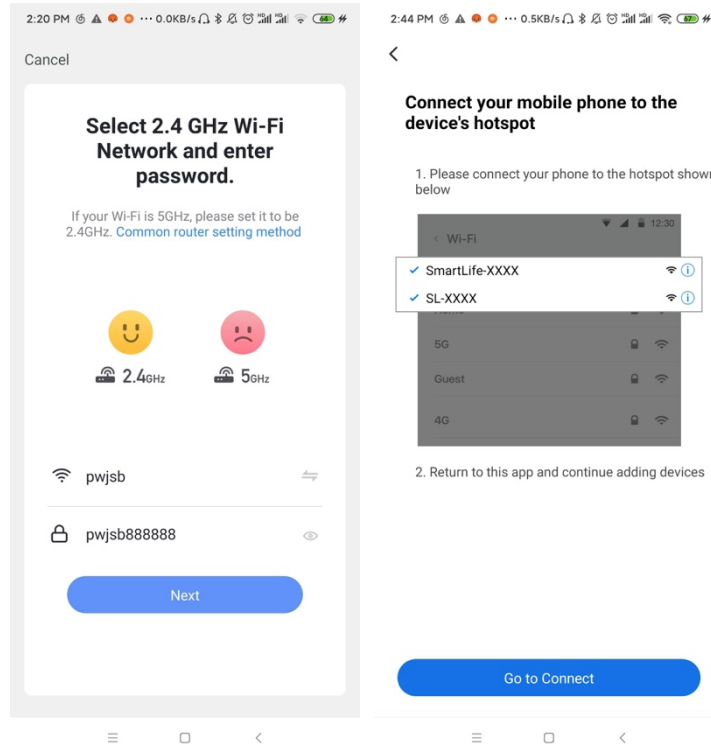 2:20 PM
0.0KB/s
64
Cancel
Select 2.4 GHz Wi-Fi
Network and enter
password.
If your Wi-Fi is 5GHz, please set it to be
2.4GHz. Common router setting method
2.4GHz
5GHz
pwjsb
pwjsb888888
Next
2:44 PM
0.5KB/s
67
Connect your mobile phone to the
device's hotspot
1. Please connect your phone to the hotspot shown
below
12:30
Wi-Fi
SmartLife-XXXX
SL-XXXX
5G
Guest
4G
2. Return to this app and continue adding devices
Go to Connect